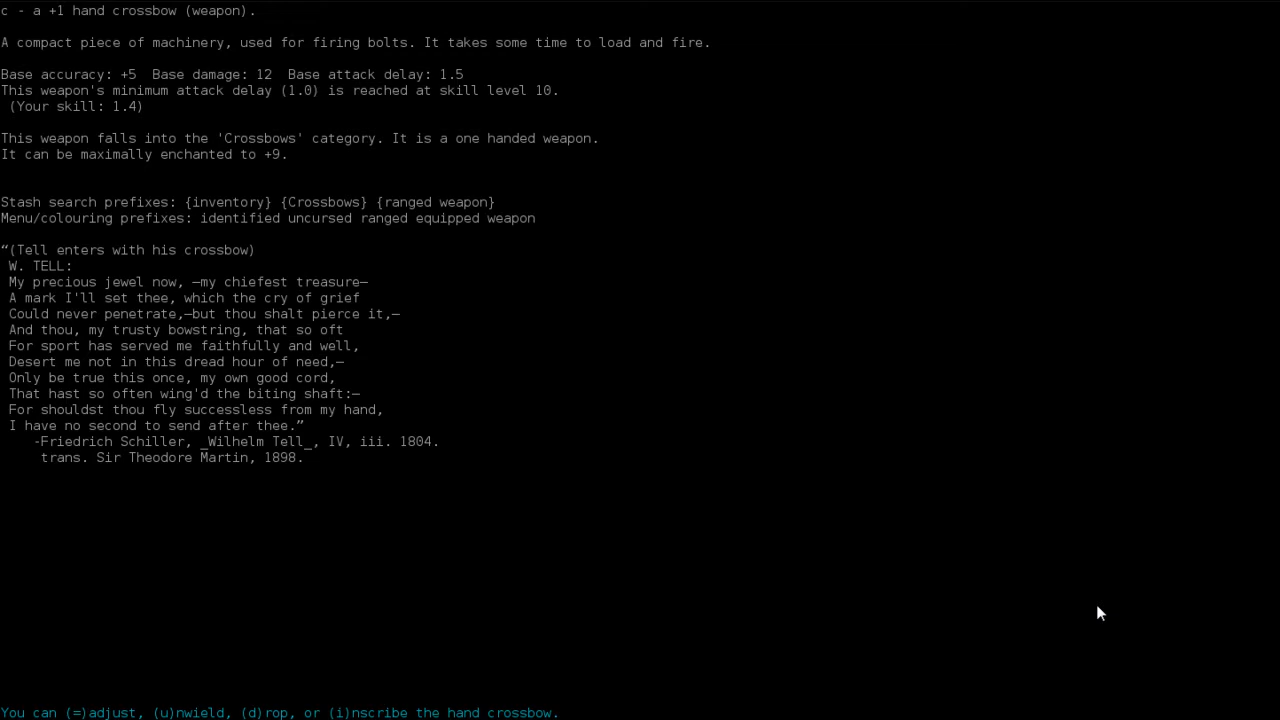 c - a +1 hand crossbow (weapon).
A compact piece of machinery, used for firing bolts. It takes some time to load and fire.
Base accuracy: +5  Base damage: 12  Base attack delay: 1.5
This weapon's minimum attack delay (1.0) is reached at skill level 10.
(Your skill: 1.4)
This weapon falls into the 'Crossbows' category. It is a one handed weapon.
It can be maximally enchanted to +9.
Stash search prefixes: {inventory} {Crossbows} {ranged weapon}
Menu/colouring prefixes: identified uncursed ranged equipped weapon
“(Tell enters with his crossbow)
W. TELL:
My precious jewel now, —my chiefest treasure—
A mark I'll set thee, which the cry of grief
Could never penetrate,—but thou shalt pierce it,—
And thou, my trusty bowstring, that so oft
For sport has served me faithfully and well,
Desert me not in this dread hour of need,—
Only be true this once, my own good cord,
That hast so often wing'd the biting shaft:—
For shouldst thou fly successless from my hand,
I have no second to send after thee.”
-Friedrich Schiller, _Wilhelm Tell_, IV, iii. 1804.
trans. Sir Theodore Martin, 1898.
You can (=)adjust, (u)nwield, (d)rop, or (i)nscribe the hand crossbow.